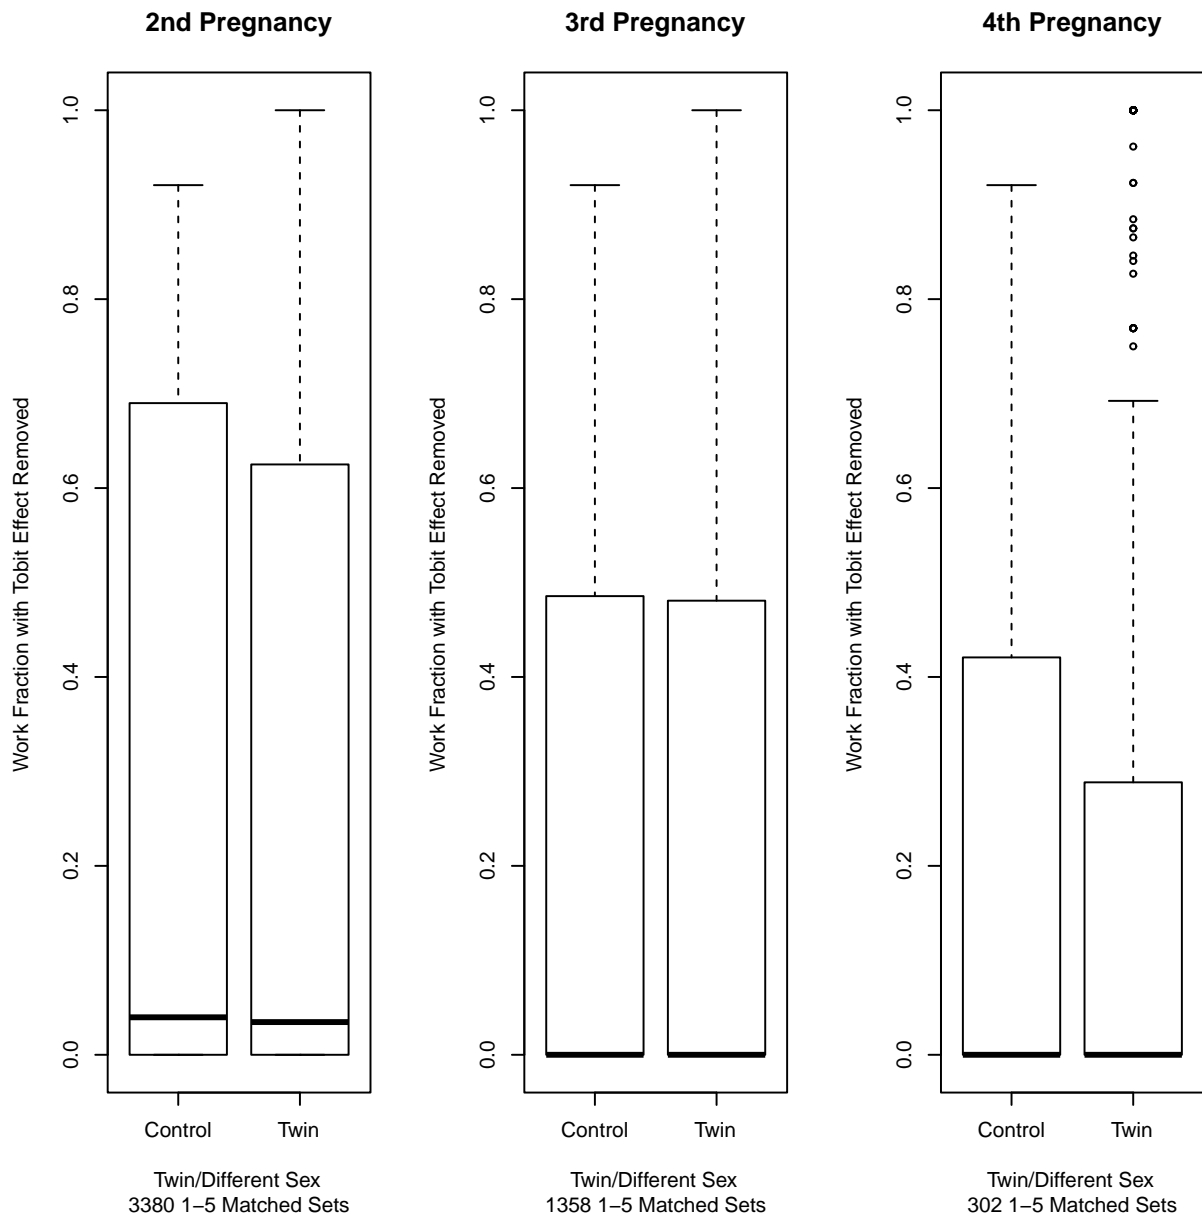 2nd Pregnancy
Work Fraction with Tobit Effect Removed
1.0
0.8
0.6
0.4
0.2
0.0
Control Twin
Twin/Different Sex
3380 1−5 Matched Sets
3rd Pregnancy
Work Fraction with Tobit Effect Removed
1.0
0.8
0.6
0.4
0.2
0.0
Control Twin
Twin/Different Sex
1358 1−5 Matched Sets
4th Pregnancy
Work Fraction with Tobit Effect Removed
1.0
0.8
0.6
0.4
0.2
0.0
Control Twin
Twin/Different Sex
302 1−5 Matched Sets